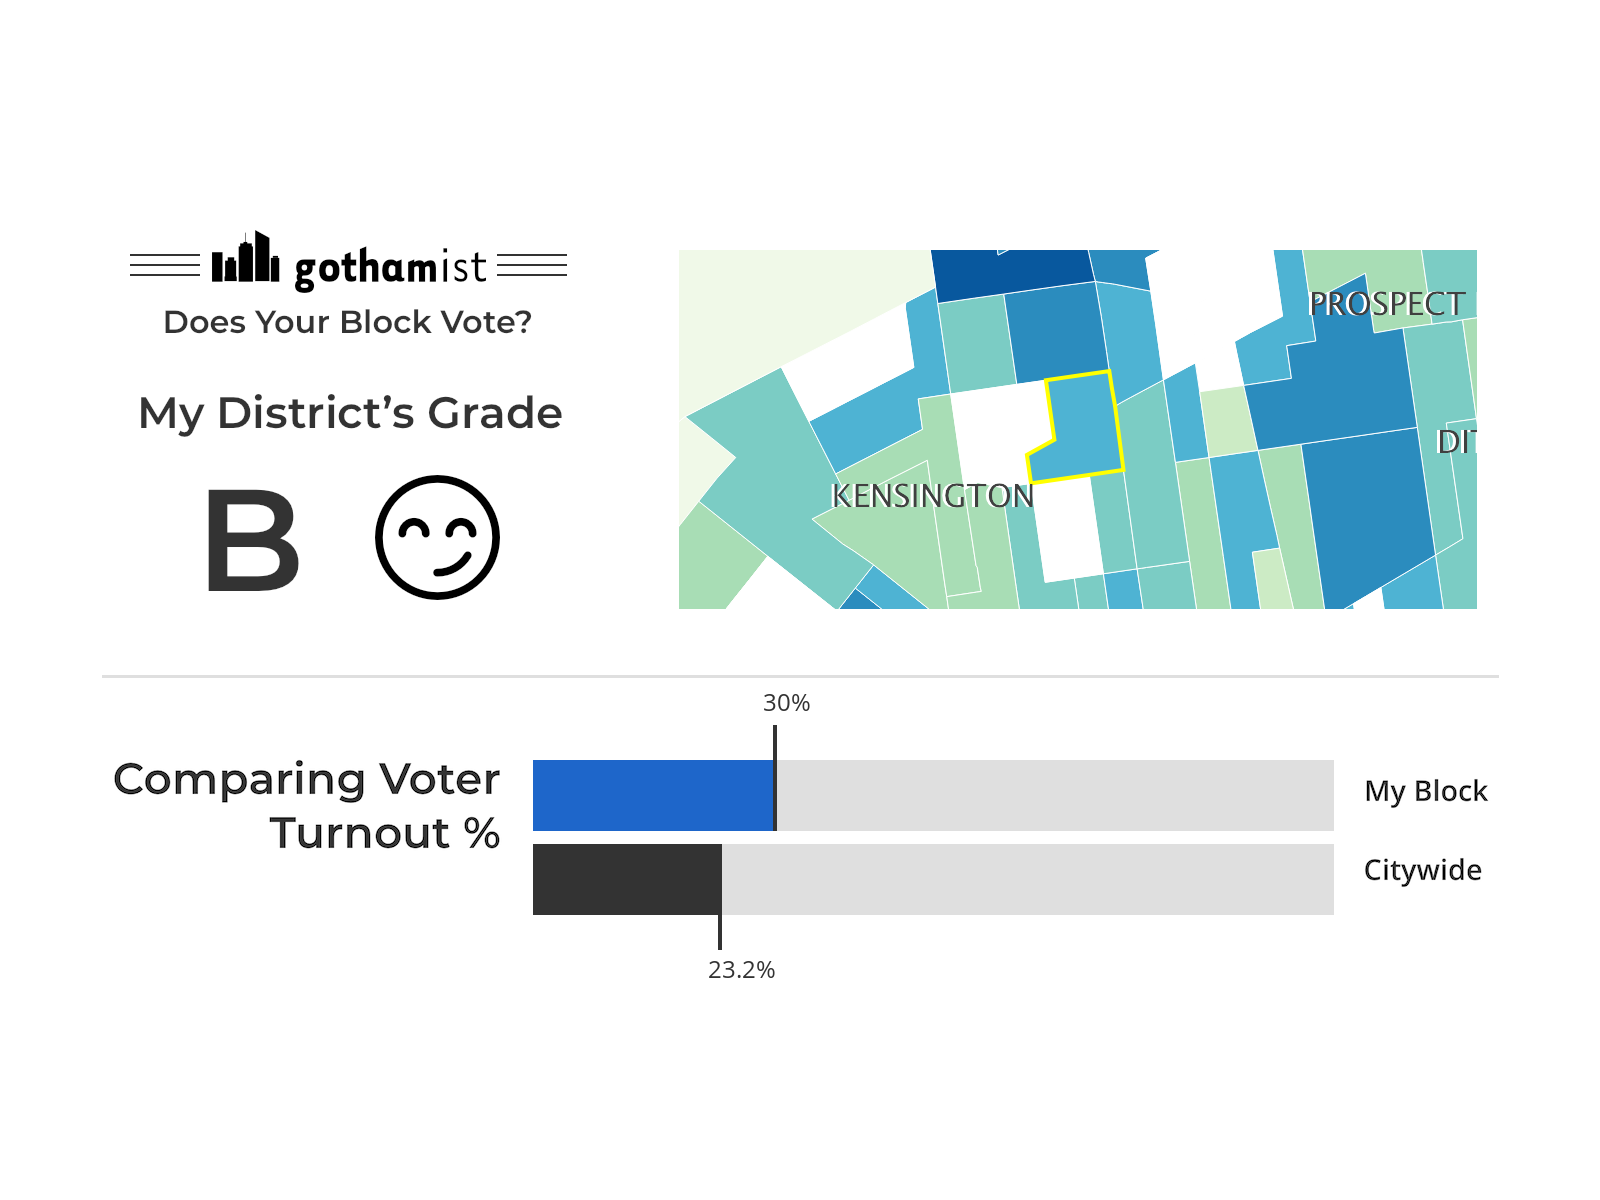 gothamist
Does Your Block Vote?
My District’s Grade
B
PROSPECT
DIT
KENSINGTON
30%
Comparing Voter
Turnout %
My Block
Citywide
23.2%